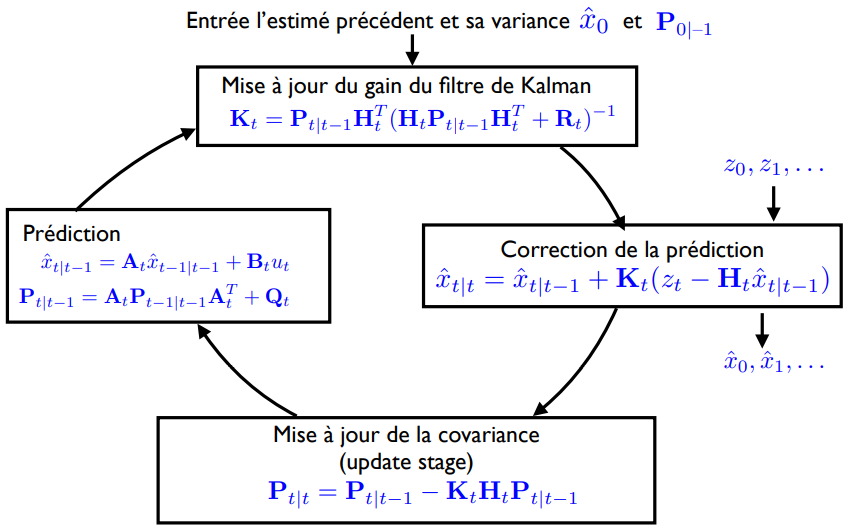 Entrée l'estimé précédent et sa variance $\hat{x}_0$ et $\mathbf{P}_{0|-1}$
Mise à jour du gain du filtre de Kalman
$\mathbf{K}_t = \mathbf{P}_{t|t-1}\mathbf{H}_t^T(\mathbf{H}_t\mathbf{P}_{t|t-1}\mathbf{H}_t^T + \mathbf{R}_t)^{-1}$
$z_0, z_1, \ldots$
Correction de la prédiction
$\hat{x}_{t|t} = \hat{x}_{t|t-1} + \mathbf{K}_t(z_t - \mathbf{H}_t\hat{x}_{t|t-1})$
$\hat{x}_0, \hat{x}_1, \ldots$
Mise à jour de la covariance
(update stage)
$\mathbf{P}_{t|t} = \mathbf{P}_{t|t-1} - \mathbf{K}_t\mathbf{H}_t\mathbf{P}_{t|t-1}$
Prédiction
$\hat{x}_{t|t-1} = \mathbf{A}_t\hat{x}_{t-1|t-1} + \mathbf{B}_t u_t$
$\mathbf{P}_{t|t-1} = \mathbf{A}_t\mathbf{P}_{t-1|t-1}\mathbf{A}_t^T + \mathbf{Q}_t$